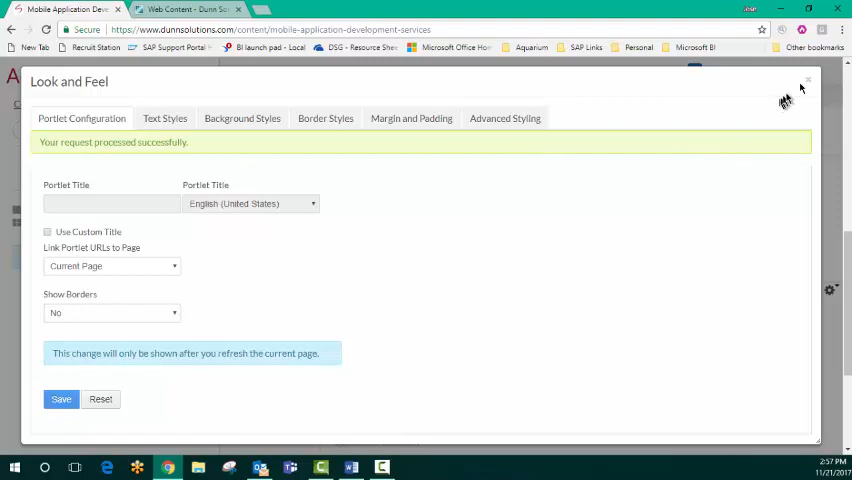 Mobile Application Deve
Web Content - Dunn Sol
Jose
Secure
https://www.dunnsolutions.com/content/mobile-application-development-services
New Tab
Recruit Station
SAP Support Portal
BI launch pad - Local
DSG - Resource Sche
Microsoft Office Hom
Aquarium
SAP Links
Personal
Microsoft BI
Other bookmarks
Look and Feel
Portlet Configuration
Text Styles
Background Styles
Border Styles
Margin and Padding
Advanced Styling
Your request processed successfully.
Portlet Title
Portlet Title
English (United States)
Use Custom Title
Link Portlet URLs to Page
Current Page
Show Borders
No
This change will only be shown after you refresh the current page.
Save
Reset
2:57 PM
11/21/2017